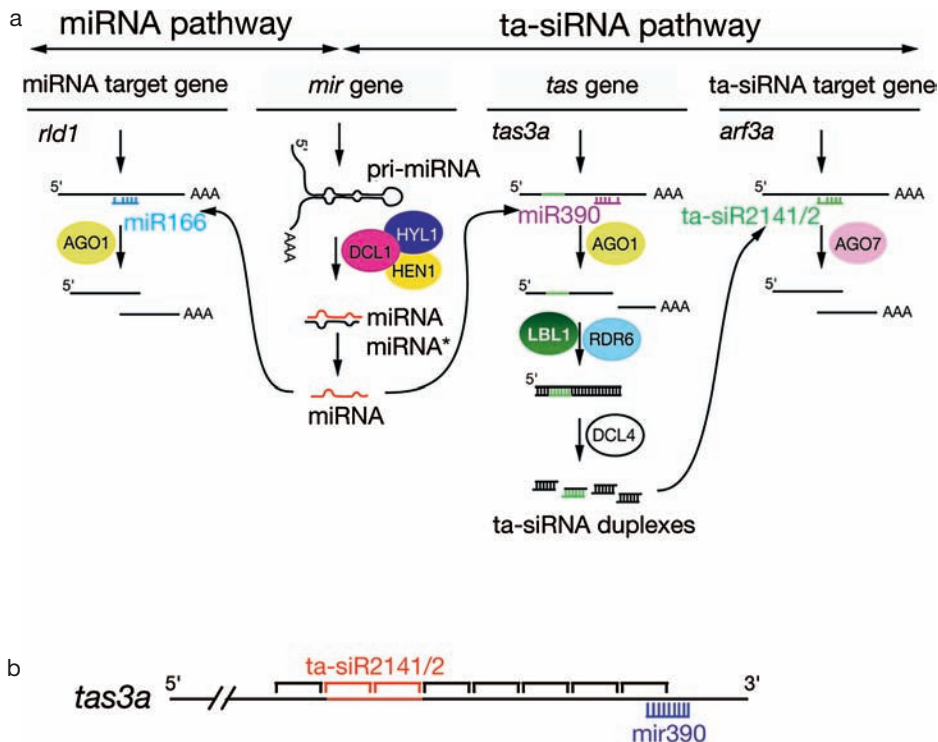 a
miRNA pathway
ta-siRNA pathway
miRNA target gene
mir gene
tas gene
ta-siRNA target gene
rld1
tas3a
arf3a
5'
AAA
miR166
AGO1
5'
AAA
5'
pri-miRNA
AAA
DCL1
HYL1
HEN1
miRNA
miRNA*
miRNA
5'
AAA
miR390
AGO1
5'
AAA
LBL1
RDR6
5'
DCL4
ta-siRNA duplexes
5'
AAA
ta-siR2141/2
AGO7
5'
AAA
b
ta-siR2141/2
tas3a
5'
3'
mir390